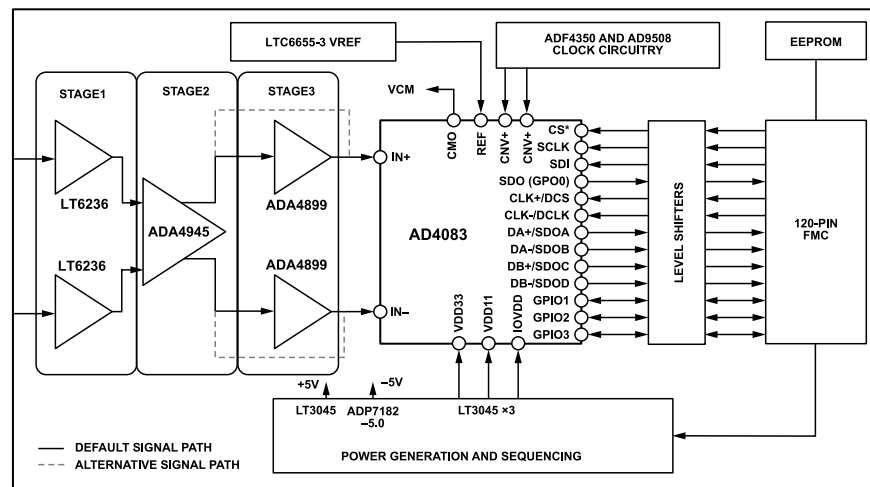 LTC6655-3 VREF
ADF4350 AND AD9508
CLOCK CIRCUITRY
EEPROM
STAGE1
STAGE2
STAGE3
VCM
CMO
REF
CNV+
CNV+
LT6236
LT6236
ADA4945
ADA4899
ADA4899
IN+
IN–
AD4083
CS*
SCLK
SDI
SDO (GPO0)
CLK+/DCS
CLK-/DCLK
DA+/SDOA
DA-/SDOB
DB+/SDOC
DB-/SDOD
GPIO1
GPIO2
GPIO3
VDD33
VDD11
IOVDD
LEVEL SHIFTERS
120-PIN
FMC
+5V
–5V
LT3045
ADP7182
–5.0
LT3045 ×3
POWER GENERATION AND SEQUENCING
DEFAULT SIGNAL PATH
ALTERNATIVE SIGNAL PATH